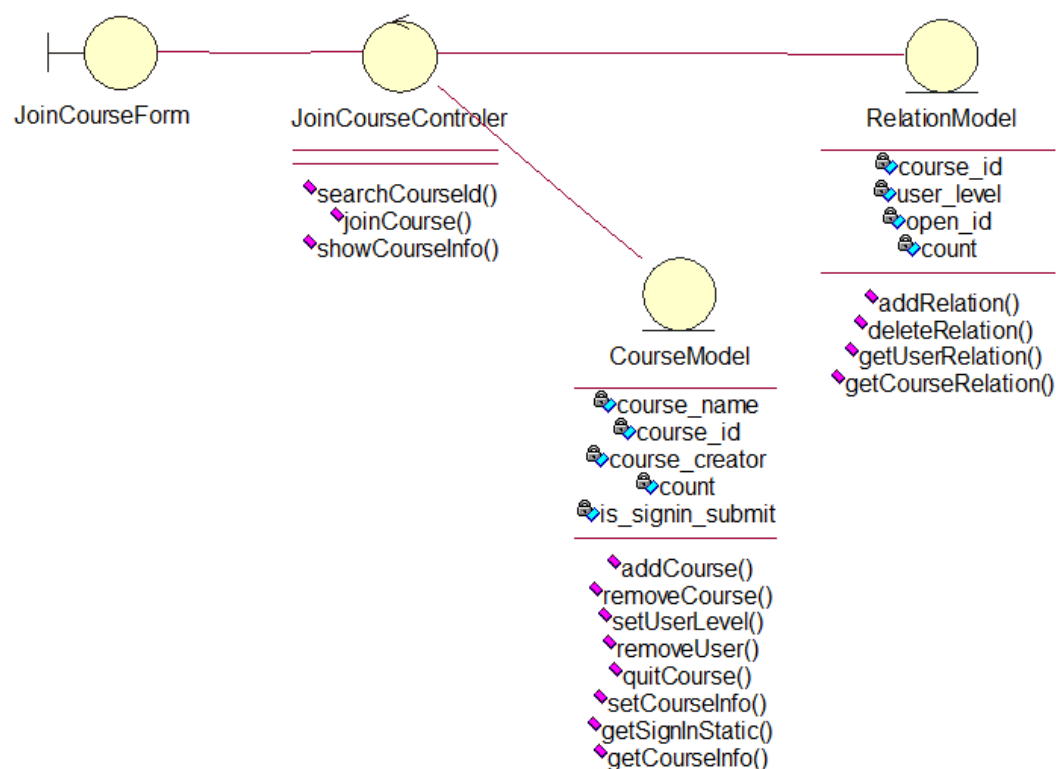 JoinCourseForm
JoinCourseControler
searchCourseId()
joinCourse()
showCourseInfo()
RelationModel
course_id
user_level
open_id
count
addRelation()
deleteRelation()
getUserRelation()
getCourseRelation()
CourseModel
course_name
course_id
course_creator
count
is_signin_submit
addCourse()
removeCourse()
setUserLevel()
removeUser()
quitCourse()
setCourseInfo()
getSignInStatic()
getCourseInfo()